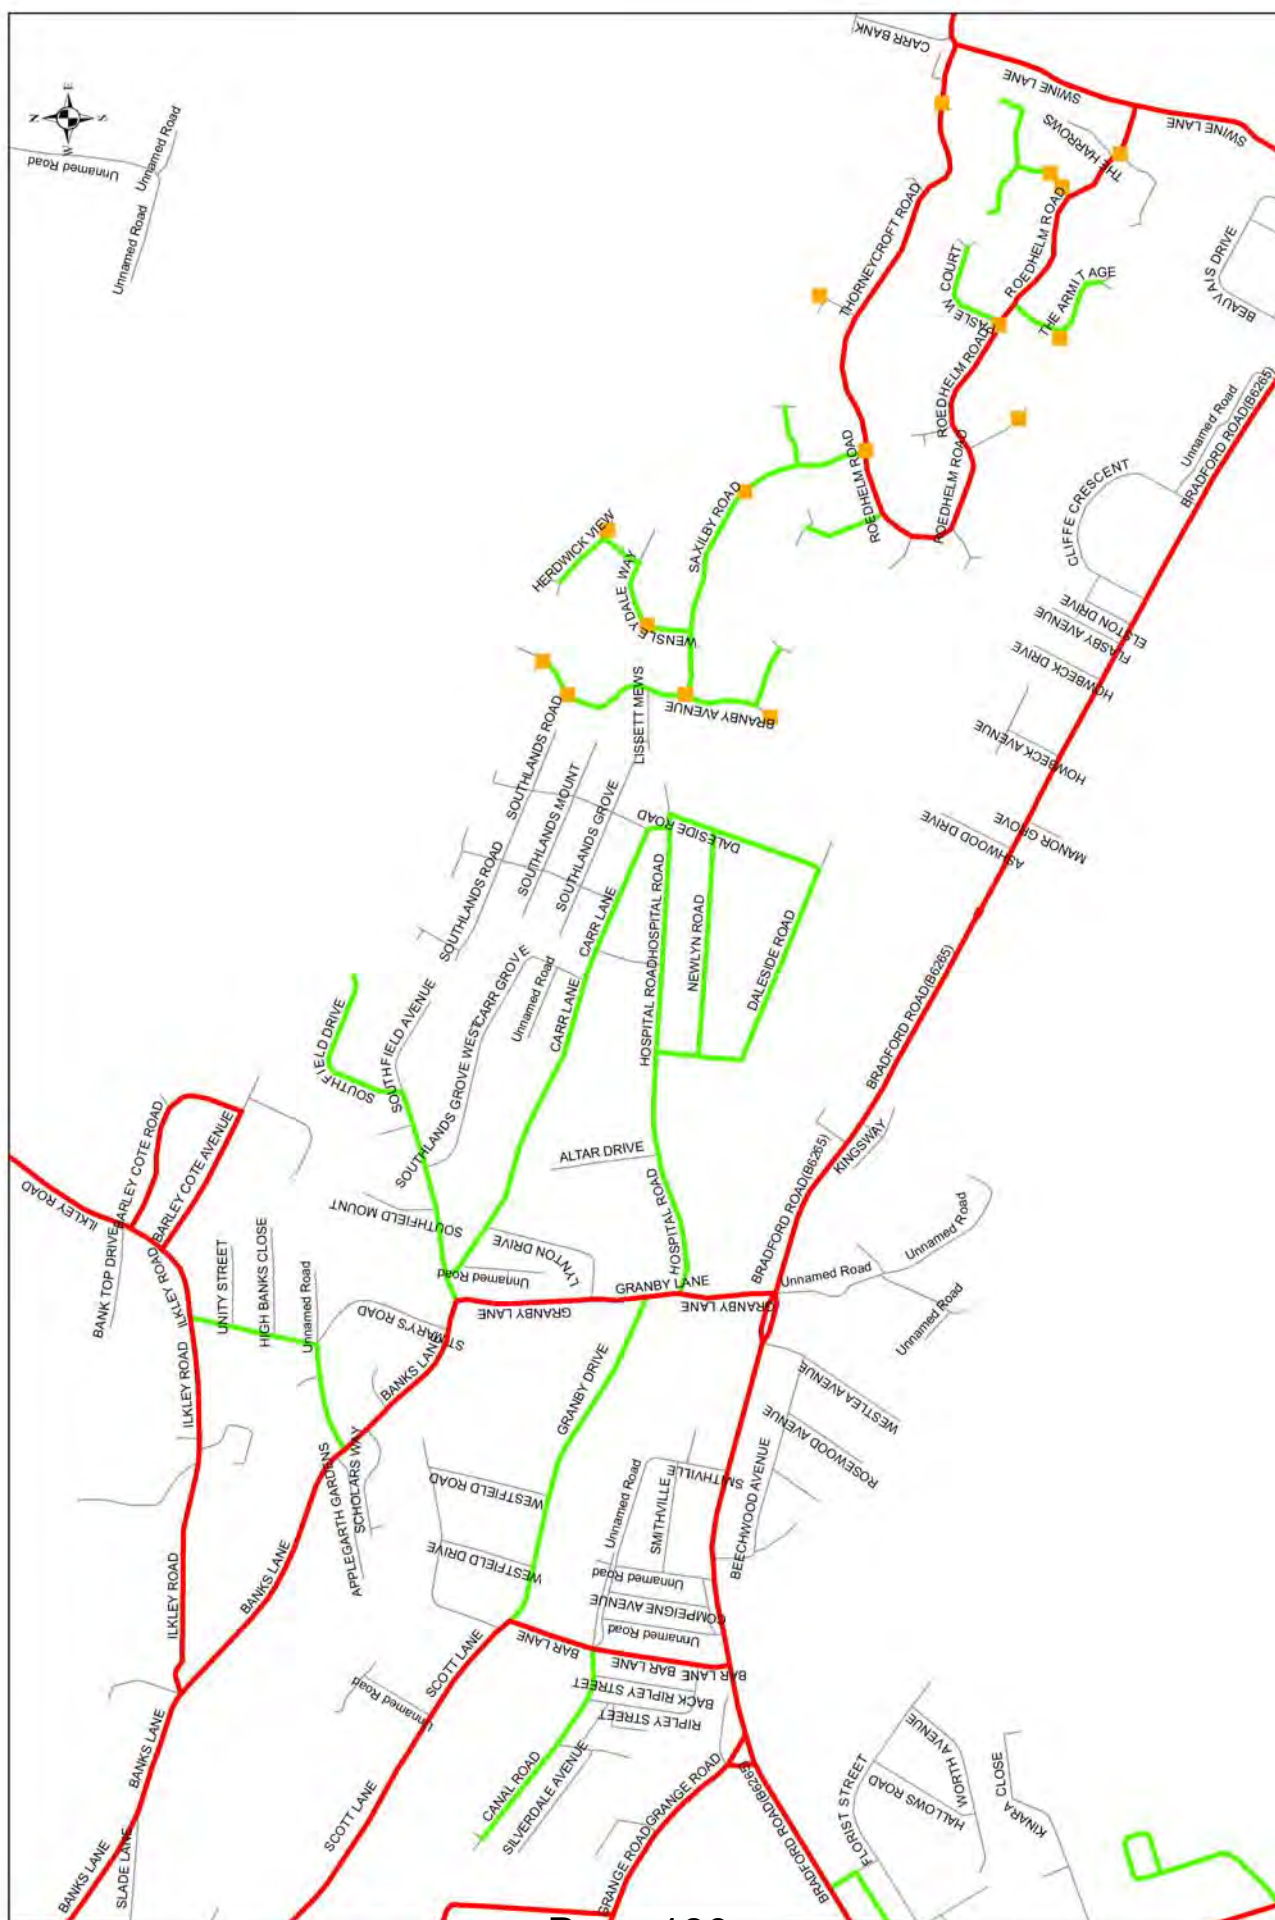 CARR BANK
SWINE LANE
SWINE LANE
SWINE LANE
N
E
S
W
Unnamed Road
Unnamed Road
Unnamed Road
THE HARROWS
THORNEYCROFT ROAD
ROEDHELM ROAD
PASLEW COURT
THE ARMITAGE
BEAUVAIS DRIVE
ROEDHELM ROAD
ROEDHELM ROAD
ROEDHELM ROAD
Unnamed Road
BRADFORD ROAD(B6265)
CLIFFE CRESCENT
SAXILBY ROAD
HERDWICK VIEW
WENSLEYDALE WAY
ELSTON DRIVE
FLASBY AVENUE
HOWBECK DRIVE
HOWBECK AVENUE
LISSETT MEWS
BRANBY AVENUE
SOUTHLANDS ROAD
SOUTHLANDS MOUNT
SOUTHLANDS GROVE
DALESIDE ROAD
ASHWOOD DRIVE
MANOR GROVE
SOUTHLANDS ROAD
CARR LANE
HOSPITAL ROAD
NEWLYN ROAD
DALESIDE ROAD
CARR GROVE
Unnamed Road
CARR LANE
HOSPITAL ROAD
BRADFORD ROAD(B6265)
SOUTHFIELD DRIVE
SOUTHFIELD AVENUE
SOUTHFIELD
SOUTHLANDS GROVE WEST
ALTAR DRIVE
KINGSWAY
BARLEY COTE ROAD
BARLEY COTE AVENUE
ILKLEY ROAD
BANK TOP DRIVE
ILKLEY ROAD
UNITY STREET
HIGH BANKS CLOSE
Unnamed Road
SOUTHFIELD MOUNT
LYNTON DRIVE
Unnamed Road
HOSPITAL ROAD
BRADFORD ROAD(B6265)
Unnamed Road
Unnamed Road
Unnamed Road
GRANBY LANE
GRANBY LANE
GRANBY LANE
GRANBY LANE
ST MARY'S ROAD
BANKS LANE
ILKLEY ROAD
GRANBY DRIVE
WESTLEA AVENUE
ROSEWOOD AVENUE
BEECHWOOD AVENUE
APPLEGARTH GARDENS
SCHOLARS WAY
WESTFIELD ROAD
WESTFIELD DRIVE
Unnamed Road
SMITHVILLE
SMITHVILLE
Unnamed Road
COMPEIGNE AVENUE
Unnamed Road
ILKLEY ROAD
BANKS LANE
SCOTT LANE
BAR LANE
BAR LANE
BAR LANE
BAR LANE
BACK RIPLEY STREET
RIPLEY STREET
Unnamed Road
BANKS LANE
SCOTT LANE
CANAL ROAD
SILVERDALE AVENUE
GRANGE ROAD
GRANGE ROAD
BRADFORD ROAD(B6265)
BRADFORD ROAD
FLORIST STREET
HALLOWS ROAD
WORTH AVENUE
KINARA CLOSE
BANKS LANE
SLADE LANE